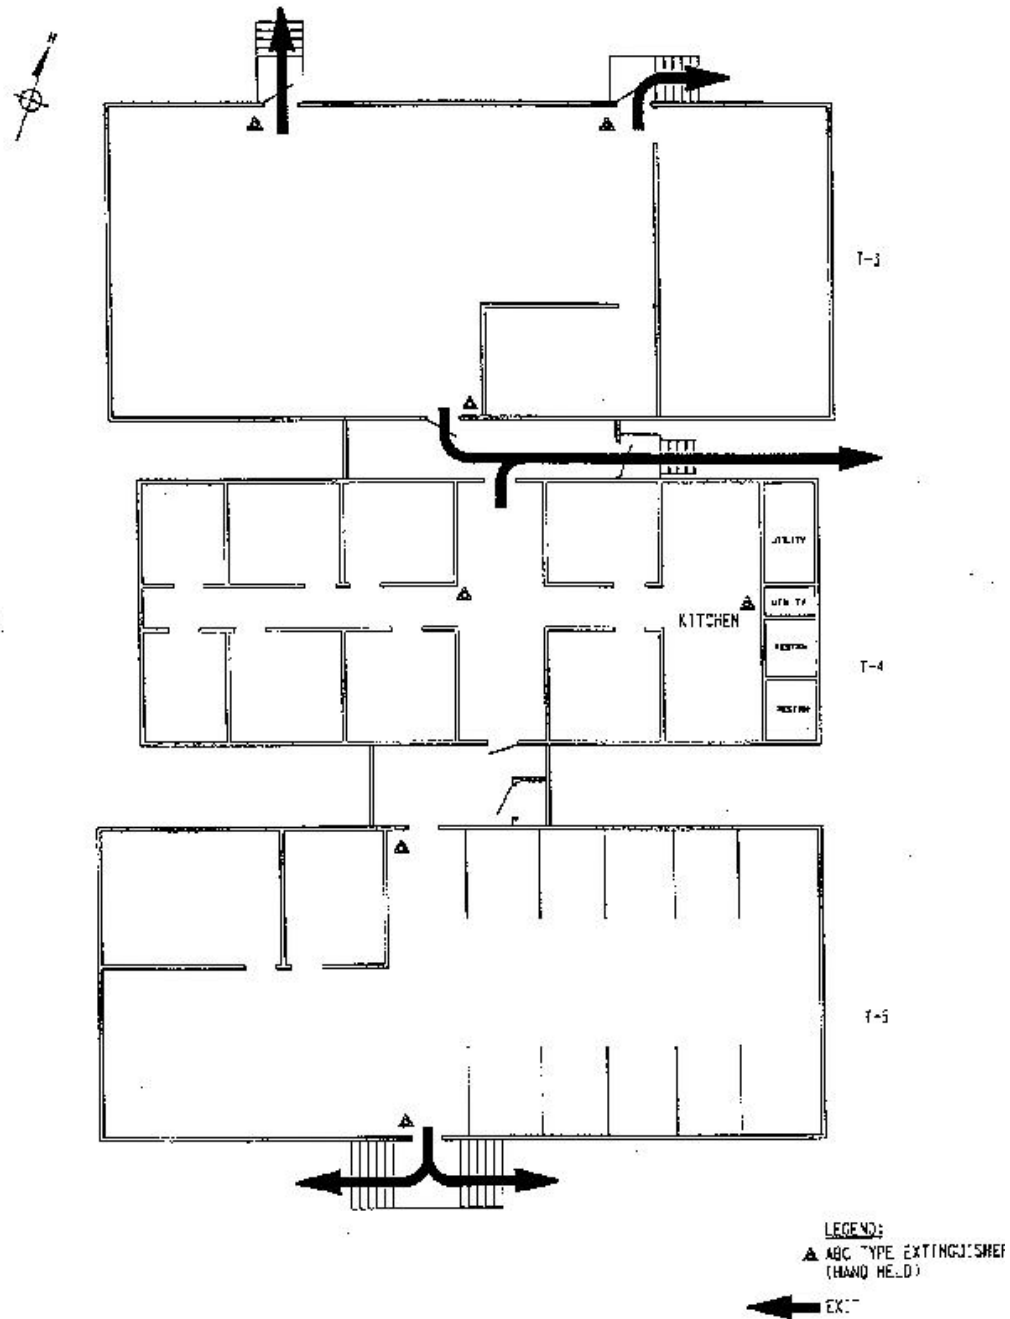 N
T-3
UTILITY
KITCHEN
T-4
T-5
LEGEND:
ABC TYPE EXTINGUISHER
(HAND HELD)
EXIT